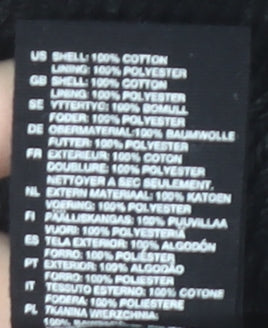 US SHELL: 100% COTTON
LINING: 100% POLYESTER
GB SHELL: 100% COTTON
LINING: 100% POLYESTER
SE YTTERTYG: 100% BOMULL
FODER: 100% POLYESTER
DE OBERMATERIAL: 100% BAUMWOLLE
FUTTER: 100% POLYESTER
FR EXTERIEUR: 100% COTON
DOUBLURE: 100% POLYESTER
NETTOYER A SEC SEULEMENT.
NL EXTERN MATERIAAL: 100% KATOEN
VOERING: 100% POLYESTER
FI PÄÄLLISKANGAS: 100% PUUVILLAA
VUORI: 100% POLYESTERIA
ES TELA EXTERIOR: 100% ALGODÓN
FORRO: 100% POLIÉSTER
PT EXTERIOR: 100% ALGODÃO
FORRO: 100% POLIÉSTER
IT TESSUTO ESTERNO: 100% COTONE
FODERA: 100% POLIESTERE
PL TKANINA WIERZCHNIA:
100%